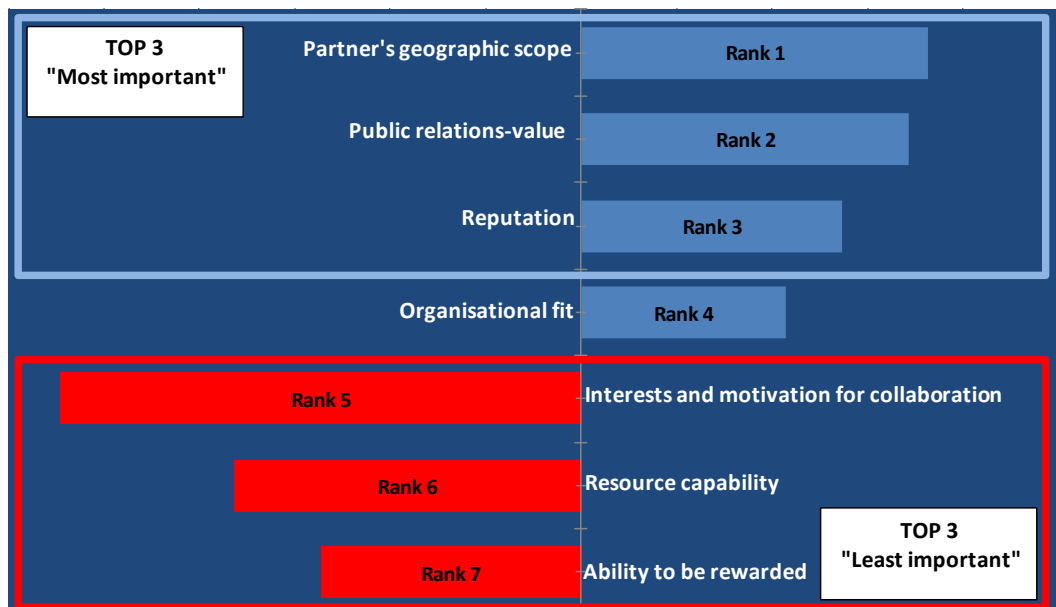 TOP 3
"Most important"
Partner's geographic scope
Rank 1
Public relations-value
Rank 2
Reputation
Rank 3
Organisational fit
Rank 4
Rank 5
Interests and motivation for collaboration
Rank 6
Resource capability
TOP 3
"Least important"
Rank 7
Ability to be rewarded